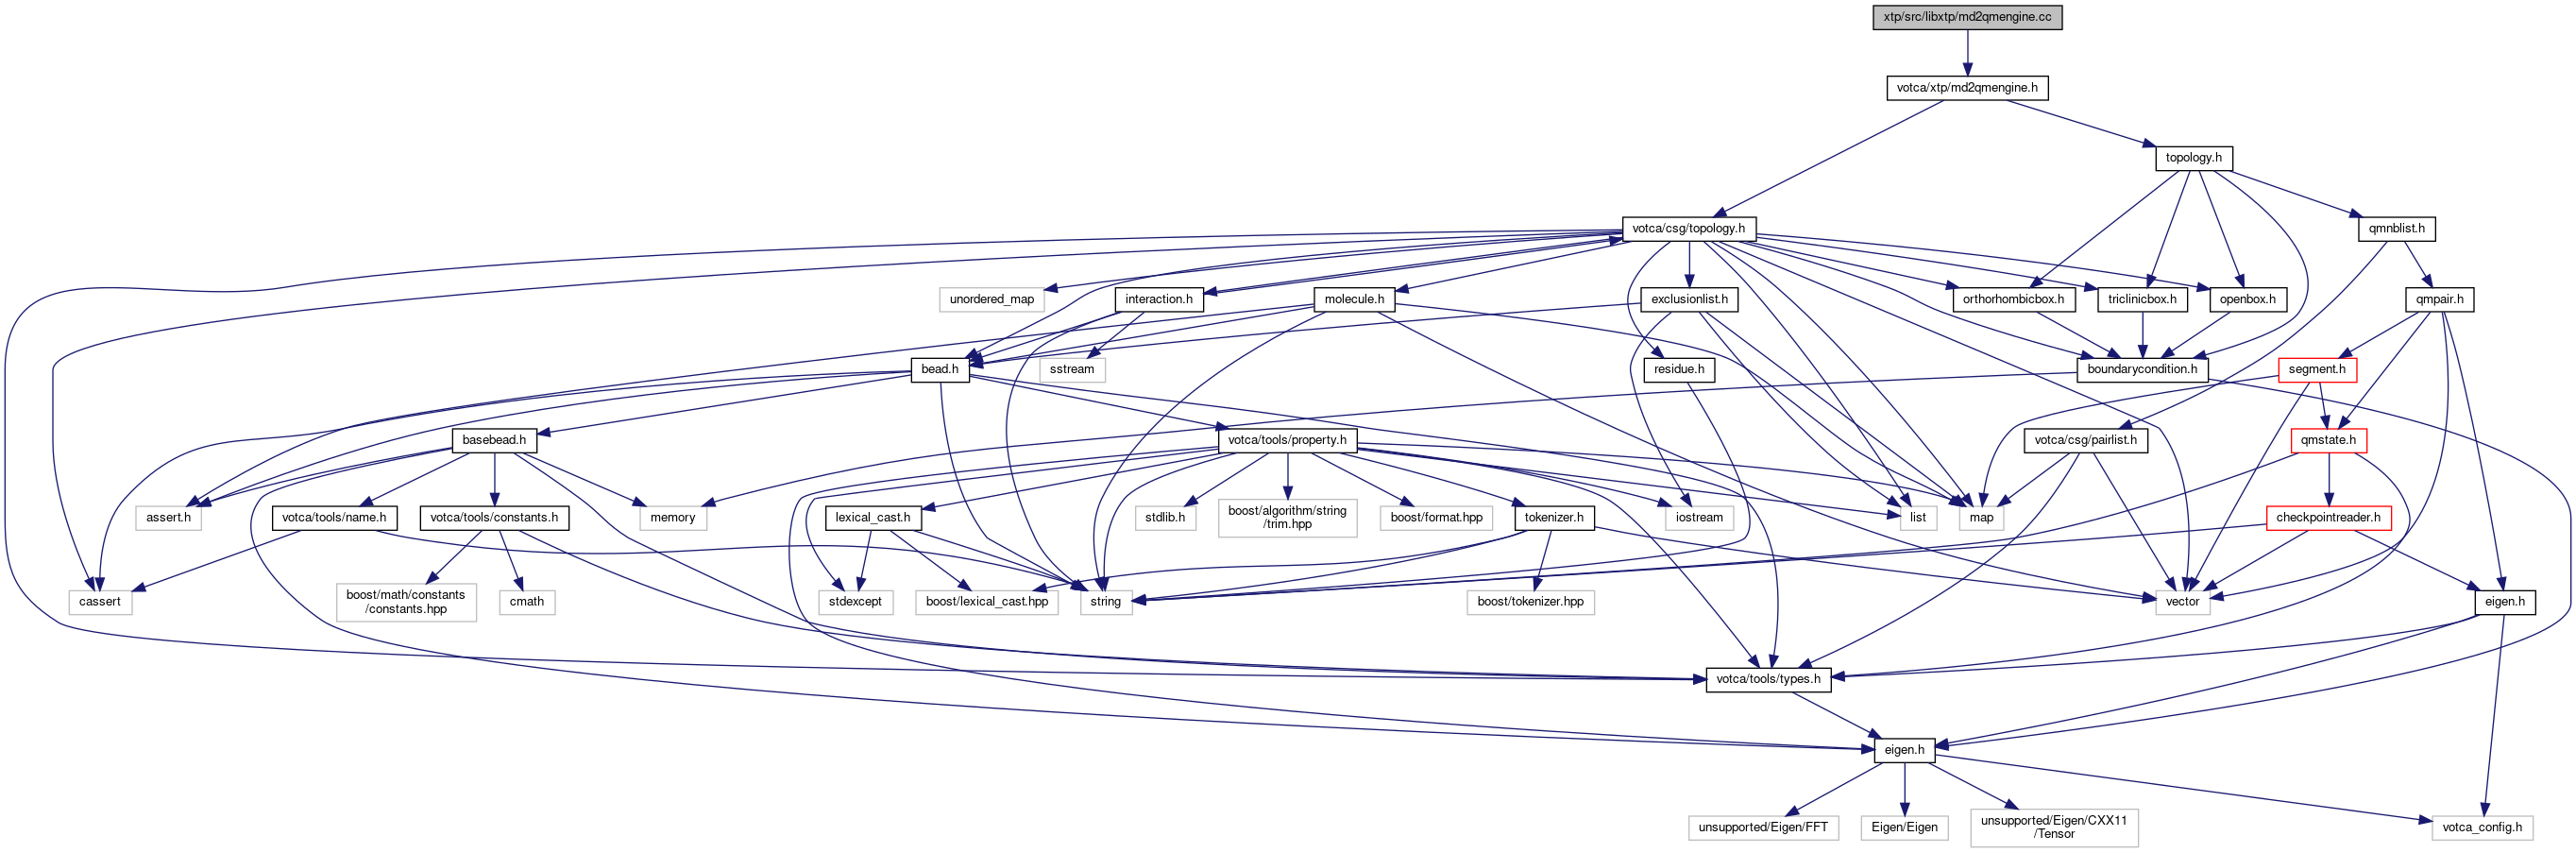 xtp/src/libxtp/md2qmengine.cc
votca/xtp/md2qmengine.h
topology.h
votca/csg/topology.h
qmnblist.h
unordered_map
interaction.h
molecule.h
exclusionlist.h
orthorhombicbox.h
triclinicbox.h
openbox.h
qmpair.h
bead.h
sstream
residue.h
boundarycondition.h
segment.h
basebead.h
votca/tools/property.h
votca/csg/pairlist.h
qmstate.h
assert.h
votca/tools/name.h
votca/tools/constants.h
memory
lexical_cast.h
stdlib.h
boost/algorithm/string
/trim.hpp
boost/format.hpp
tokenizer.h
iostream
list
map
checkpointreader.h
cassert
boost/math/constants
/constants.hpp
cmath
stdexcept
boost/lexical_cast.hpp
string
boost/tokenizer.hpp
vector
eigen.h
votca/tools/types.h
eigen.h
unsupported/Eigen/FFT
Eigen/Eigen
unsupported/Eigen/CXX11
/Tensor
votca_config.h